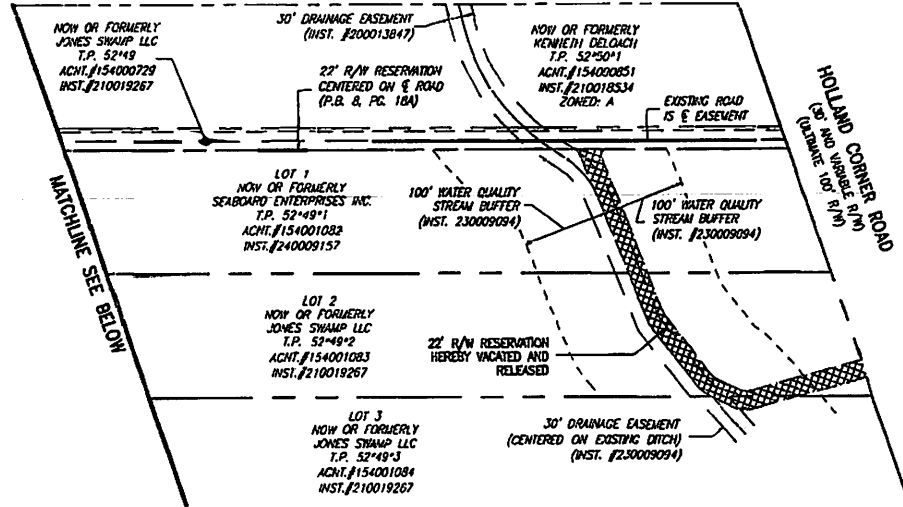 NOW OR FORMERLY
JONES SWAMP LLC
T.P. 52*49
ACNT.#154000729
INST.#210019267
30' DRAINAGE EASEMENT
(INST. #200013847)
22' R/W RESERVATION
CENTERED ON ℄ ROAD
(P.B. 8, PG. 18A)
NOW OR FORMERLY
KENNETH DELOACH
T.P. 52*50*1
ACNT.#154090851
INST.#210018534
ZONED: A
EXISTING ROAD
IS ℄ EASEMENT
HOLLAND CORNER ROAD
(30' AND VARIABLE R/W)
(ULTIMATE 100' R/W)
MATCHLINE SEE BELOW
LOT 1
NOW OR FORMERLY
SEABOARD ENTERPRISES INC.
T.P. 52*49*1
ACNT.#154001082
INST.#240009157
100' WATER QUALITY
STREAM BUFFER
(INST. 230009094)
100' WATER QUALITY
STREAM BUFFER
(INST. #230009094)
LOT 2
NOW OR FORMERLY
JONES SWAMP LLC
T.P. 52*49*2
ACNT.#154001083
INST.#210019267
22' R/W RESERVATION
HEREBY VACATED AND
RELEASED
LOT 3
NOW OR FORMERLY
JONES SWAMP LLC
T.P. 52*49*3
ACNT.#154001084
INST.#210019267
30' DRAINAGE EASEMENT
(CENTERED ON EXISTING DITCH)
(INST. #230009094)